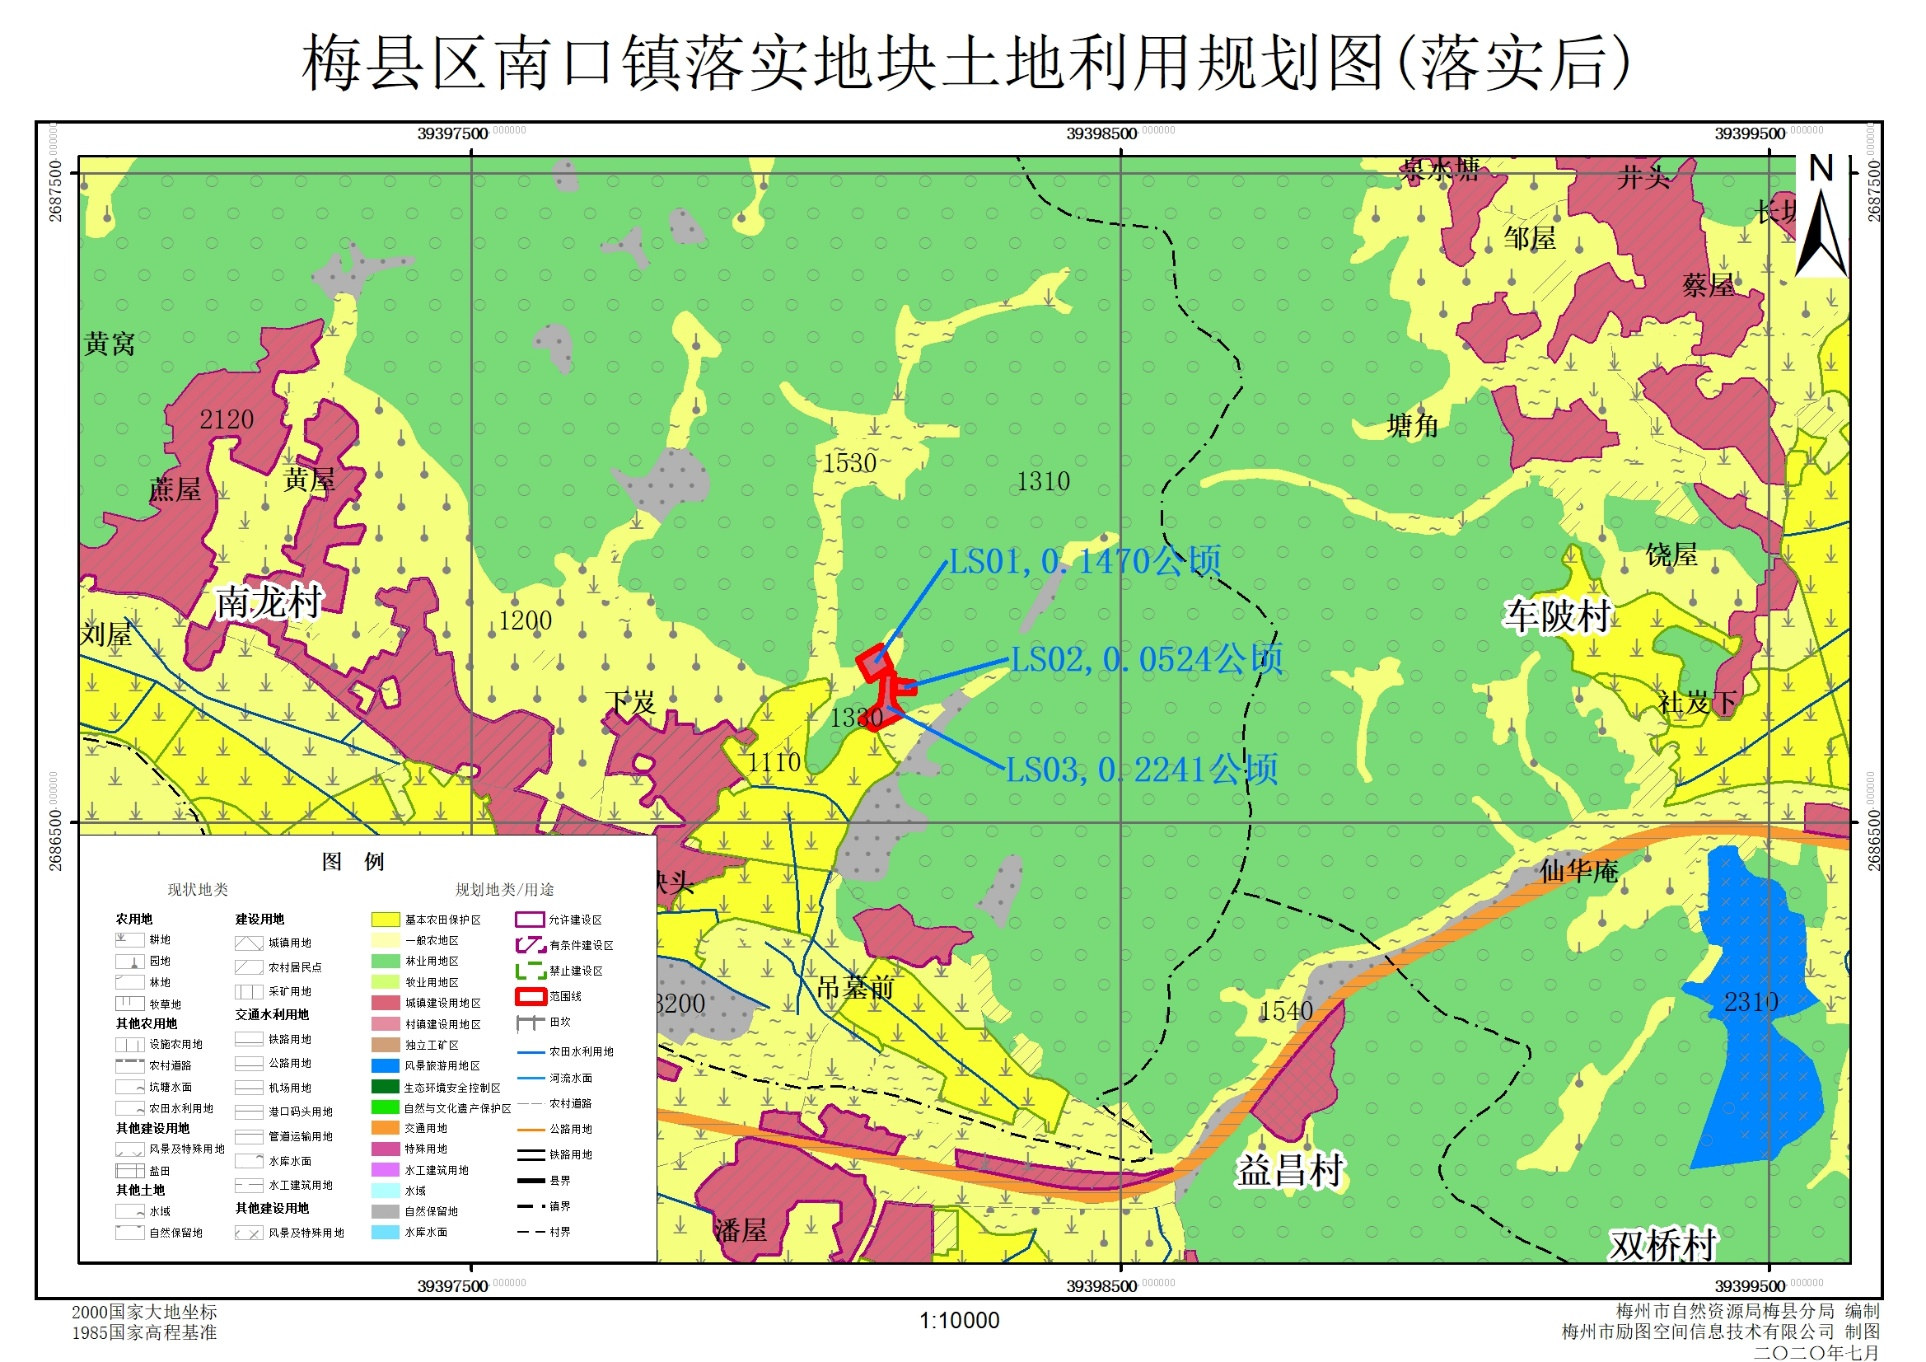 梅县区南口镇落实地块土地利用规划图(落实后)
39397500.000000
39398500.000000
39399500.000000
2687500.000000
2687500.000000
N
泉水塘
井头
长坜
邹屋
蔡屋
黄窝
2120
塘角
1530
1310
蔗屋
黄屋
LS01,0.1470公顷
饶屋
南龙村
1200
车陂村
刘屋
LS02,0.0524公顷
下岌
社岌下
1330
1110
LS03,0.2241公顷
2686500.000000
2686500.000000
仙华庵
头
吊墓前
3200
1540
2310
益昌村
潘屋
双桥村
图 例
现状地类
规划地类/用途
农用地
耕地
园地
林地
牧草地
其他农用地
设施农用地
农村道路
坑塘水面
农田水利用地
其他建设用地
风景及特殊用地
盐田
其他土地
水域
自然保留地
建设用地
城镇用地
农村居民点
采矿用地
交通水利用地
铁路用地
公路用地
机场用地
港口码头用地
管道运输用地
水库水面
水工建筑用地
其他建设用地
风景及特殊用地
基本农田保护区
一般农地区
林业用地区
牧业用地区
城镇建设用地区
村镇建设用地区
独立工矿区
风景旅游用地区
生态环境安全控制区
自然与文化遗产保护区
交通用地
特殊用地
水工建筑用地
水域
自然保留地
水库水面
允许建设区
有条件建设区
禁止建设区
范围线
田坎
农田水利用地
河流水面
农村道路
公路用地
铁路用地
县界
镇界
村界
39397500.000000
39398500.000000
39399500.000000
2000国家大地坐标
1985国家高程基准
1:10000
梅州市自然资源局梅县分局 编制
梅州市励图空间信息技术有限公司 制图
二〇二〇年七月